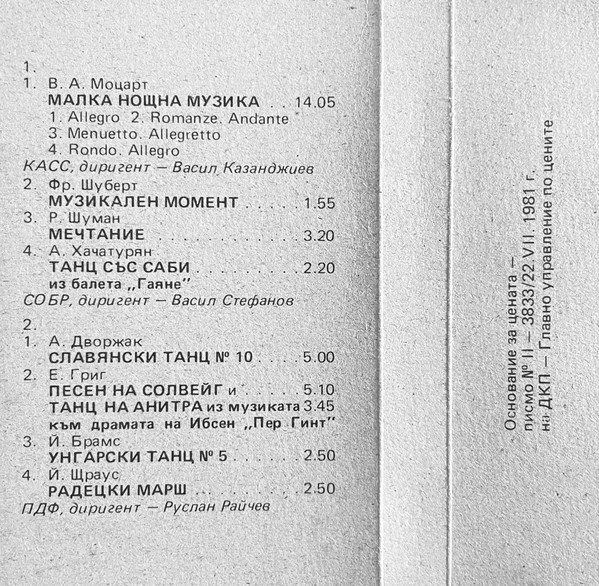 1.
1. В. А. Моцарт
МАЛКА НОЩНА МУЗИКА . . 14.05
1. Allegro 2. Romanze. Andante
3. Menuetto. Allegretto
4. Rondo. Allegro
КАСС, диригент — Васил Казанджиев
2. Фр. Шуберт
МУЗИКАЛЕН МОМЕНТ . . . . 1.55
3. Р. Шуман
МЕЧТАНИЕ . . . . . . . . . . . 3.20
4. А. Хачатурян
ТАНЦ СЪС САБИ . . . . . . . . 2.20
из балета „Гаяне"
СОБР, диригент — Васил Стефанов
2.
1. А. Дворжак
СЛАВЯНСКИ ТАНЦ № 10 . . . 5.00
2. Е. Григ
ПЕСЕН НА СОЛВЕЙГ и . . . . 5.10
ТАНЦ НА АНИТРА из музиката 3.45
към драмата на Ибсен „Пер Гинт"
3. Й. Брамс
УНГАРСКИ ТАНЦ № 5 . . . . . 2.50
4. Й. Щраус
РАДЕЦКИ МАРШ . . . . . . . . . 2.50
ПДФ, диригент — Руслан Райчев
Основание за цената —
писмо № II — 3833/22.VII.1981 г.
на ДКП — Главно управление по цените